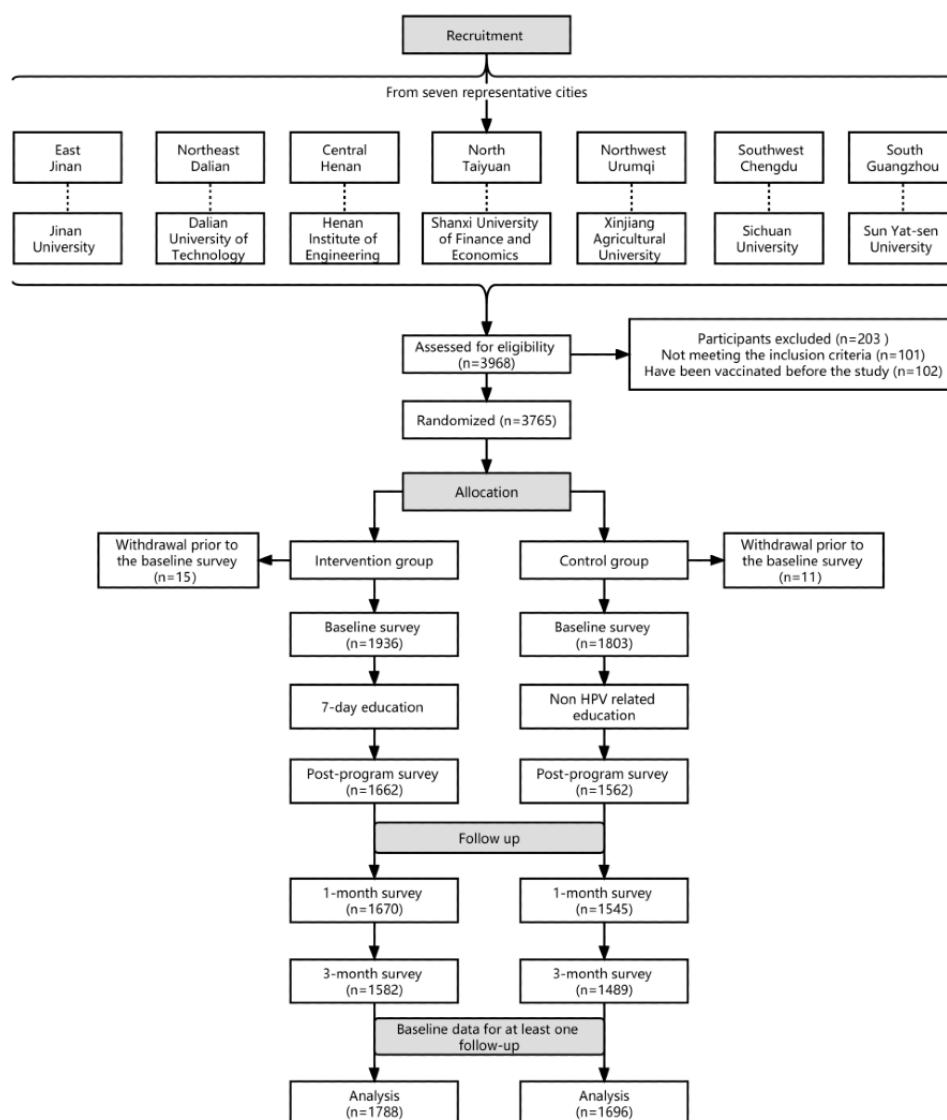 Recruitment
From seven representative cities
East
Jinan
Northeast
Dalian
Central
Henan
North
Taiyuan
Northwest
Urumqi
Southwest
Chengdu
South
Guangzhou
Jinan
University
Dalian
University of
Technology
Henan
Institute of
Engineering
Shanxi University
of Finance and
Economics
Xinjiang
Agricultural
University
Sichuan
University
Sun Yat-sen
University
Assessed for eligibility
(n=3968)
Participants excluded (n=203 )
Not meeting the inclusion criteria (n=101)
Have been vaccinated before the study (n=102)
Randomized (n=3765)
Allocation
Withdrawal prior to
the baseline survey
(n=15)
Intervention group
Control group
Withdrawal prior to
the baseline survey
(n=11)
Baseline survey
(n=1936)
Baseline survey
(n=1803)
7-day education
Non HPV related
education
Post-program survey
(n=1662)
Post-program survey
(n=1562)
Follow up
1-month survey
(n=1670)
1-month survey
(n=1545)
3-month survey
(n=1582)
3-month survey
(n=1489)
Baseline data for at least one
follow-up
Analysis
(n=1788)
Analysis
(n=1696)